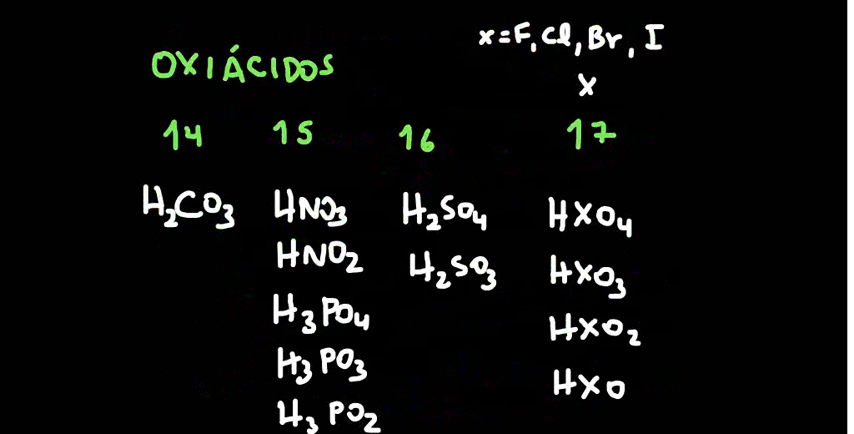 x=F, Cl, Br, I
OXIÁCIDOS
X
14 15 16 17
H₂CO₃ HNO₃ H₂SO₄ HXO₄
HNO₂ H₂SO₃ HXO₃
H₃PO₄ HXO₂
H₃PO₃ HXO
H₃PO₂